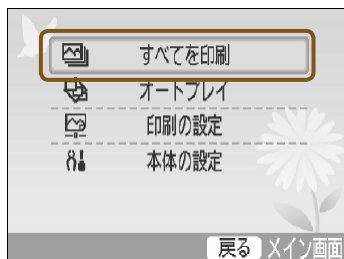 すべてを印刷
オートプレイ
印刷の設定
本体の設定
戻る メイン画面